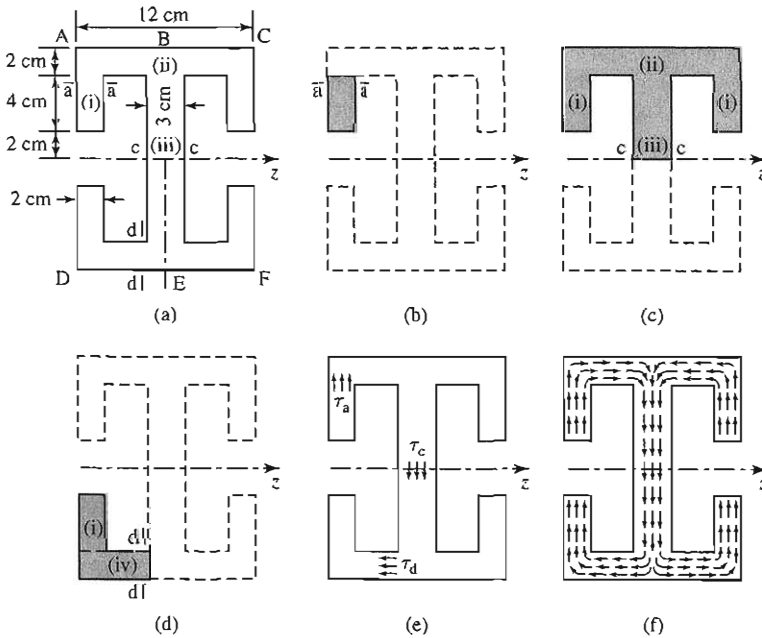 12 cm
A
B
C
2 cm
(ii)
a
a
(i)
4 cm
3 cm
2 cm
c
(iii)
c
z
2 cm
d
D
d
E
F
(a)
a
a
z
(b)
(ii)
(i)
(i)
c
(iii)
c
z
(c)
z
(i)
d
(iv)
d
(d)
τa
τc
z
τd
(e)
z
(f)